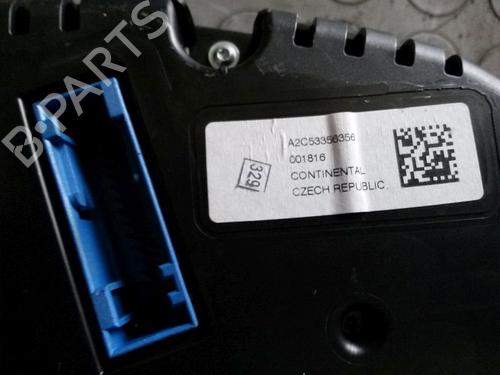 B-PARTS
A2C53356356
001816
329
CONTINENTAL
CZECH REPUBLIC.